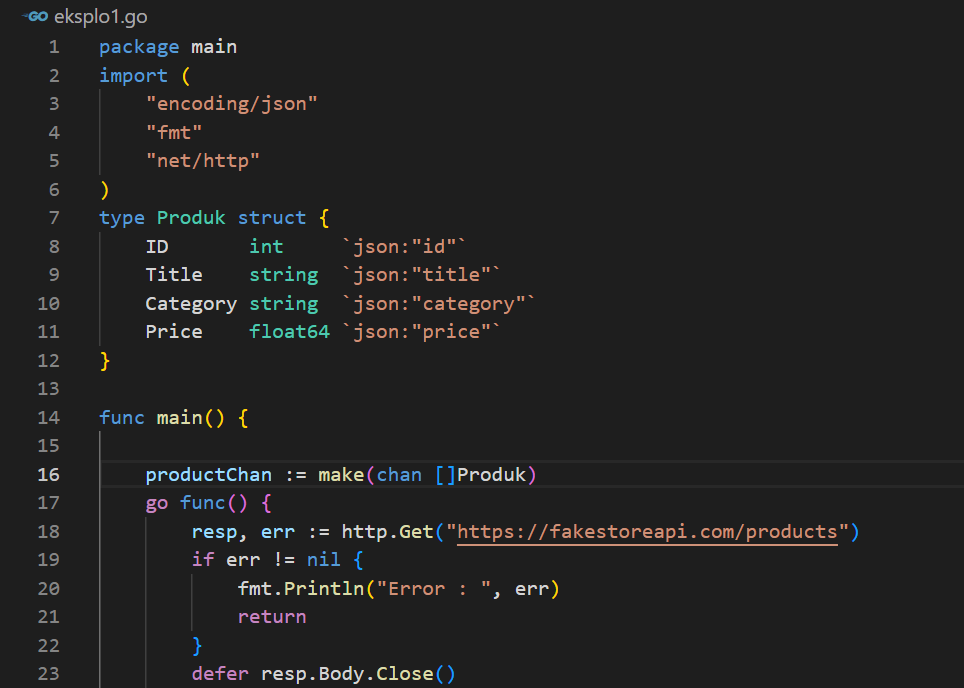 GO eksplo1.go
1 package main
2 import (
3 "encoding/json"
4 "fmt"
5 "net/http"
6 )
7 type Produk struct {
8 ID int `json:"id"`
9 Title string `json:"title"`
10 Category string `json:"category"`
11 Price float64 `json:"price"`
12 }
13
14 func main() {
15
16 productChan := make(chan []Produk)
17 go func() {
18 resp, err := http.Get("https://fakestoreapi.com/products")
19 if err != nil {
20 fmt.Println("Error : ", err)
21 return
22 }
23 defer resp.Body.Close()